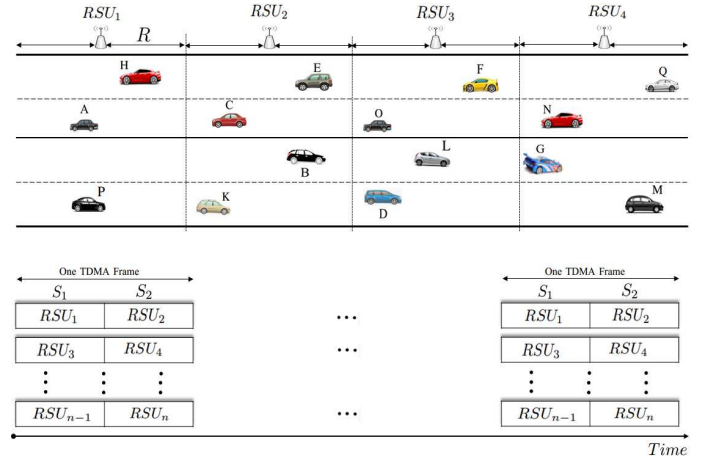 RSU₁ RSU₂ RSU₃ RSU₄
R
H E F Q
A C O N
B L G
P K D M
One TDMA Frame One TDMA Frame
S₁ S₂ S₁ S₂
RSU₁ RSU₂ ... RSU₁ RSU₂
RSU₃ RSU₄ ... RSU₃ RSU₄
RSUₙ₋₁ RSUₙ ... RSUₙ₋₁ RSUₙ
Time